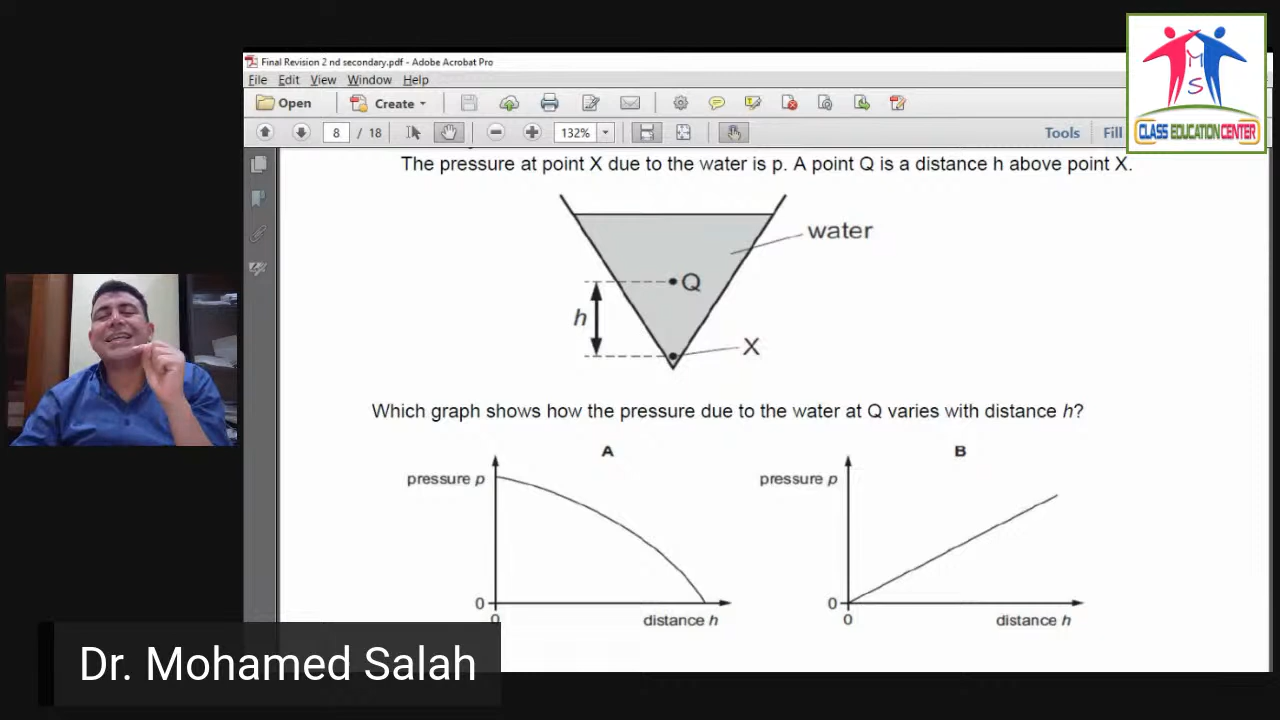 Final Revision 2 nd secondary.pdf - Adobe Acrobat Pro
File Edit View Window Help
Open Create
8 / 18 132% Tools Fill
M
S
CLASS EDUCATION CENTER
The pressure at point X due to the water is p. A point Q is a distance h above point X.
water
Q
h
X
Which graph shows how the pressure due to the water at Q varies with distance h?
A B
pressure p pressure p
0 0
0 distance h 0 distance h
Dr. Mohamed Salah